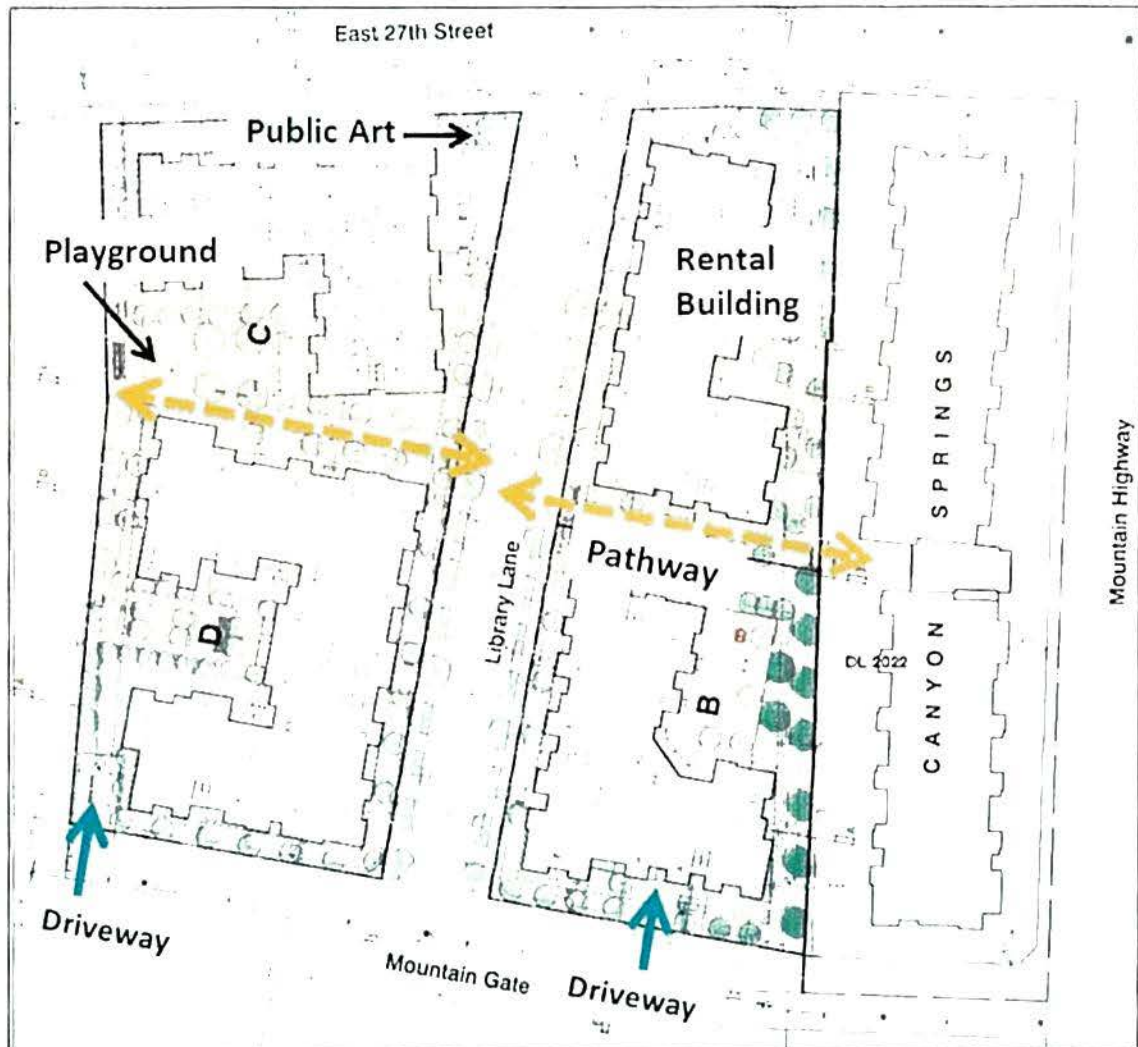 East 27th Street
Public Art
Playground
Rental
Building
C
SPRINGS
Mountain Highway
Pathway
Library Lane
D
B
B
DL 2022
CANYON
Driveway
Mountain Gate
Driveway